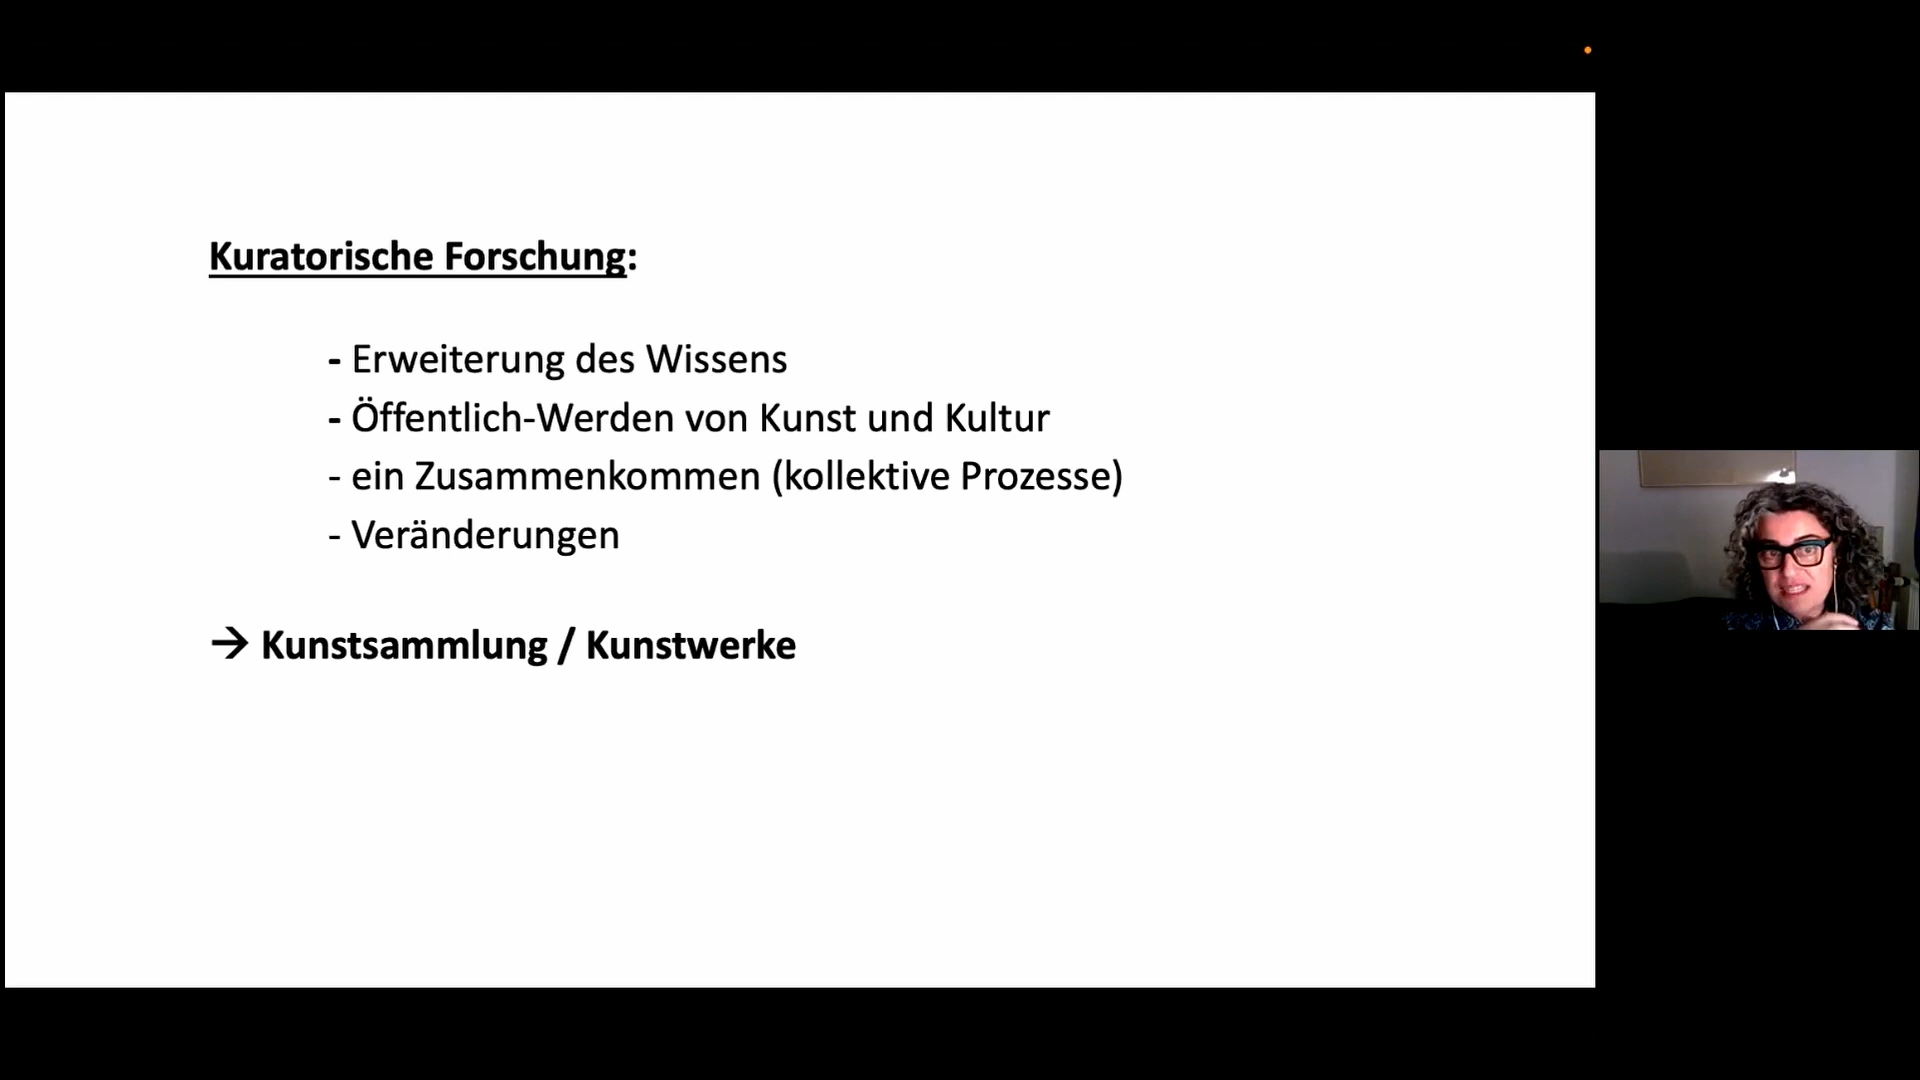 Kuratorische Forschung:
- Erweiterung des Wissens
- Öffentlich-Werden von Kunst und Kultur
- ein Zusammenkommen (kollektive Prozesse)
- Veränderungen
→ Kunstsammlung / Kunstwerke